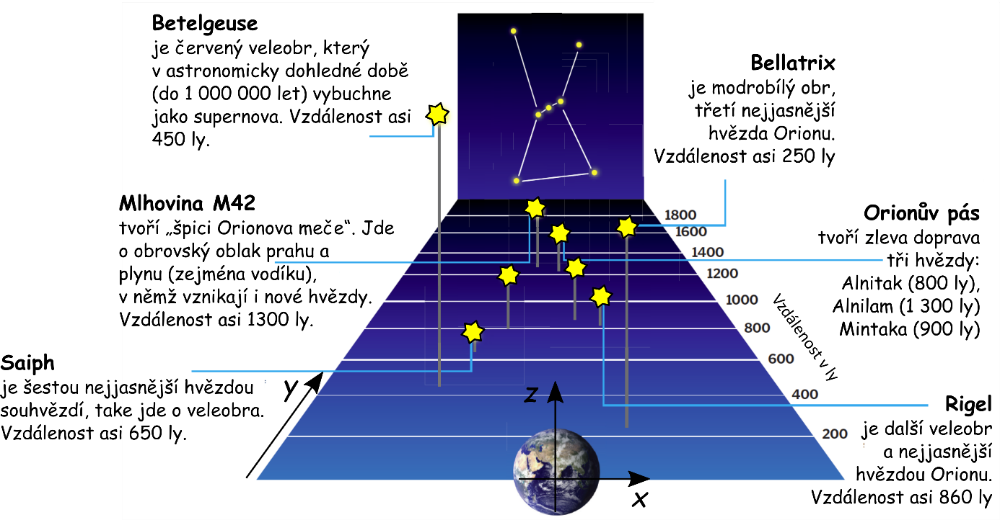 Betelgeuse
je červený veleobr, který
v astronomicky dohledné době
(do 1 000 000 let) vybuchne
jako supernova. Vzdálenost asi
450 ly.
Bellatrix
je modrobílý obr,
třetí nejjasnější
hvězda Orionu.
Vzdálenost asi 250 ly
Mlhovina M42
tvoří „špici Orionova meče“. Jde
o obrovský oblak prahu a
plynu (zejména vodíku),
v němž vznikají i nové hvězdy.
Vzdálenost asi 1300 ly.
Orionův pás
tvoří zleva doprava
tři hvězdy:
Alnitak (800 ly),
Alnilam (1 300 ly)
Mintaka (900 ly)
1800
1600
1400
1200
1000
800
600
400
200
Vzdálenost v ly
Saiph
je šestou nejjasnější hvězdou
souhvězdí, take jde o veleobra.
Vzdálenost asi 650 ly.
y
z
x
Rigel
je další veleobr
a nejjasnější
hvězdou Orionu.
Vzdálenost asi 860 ly